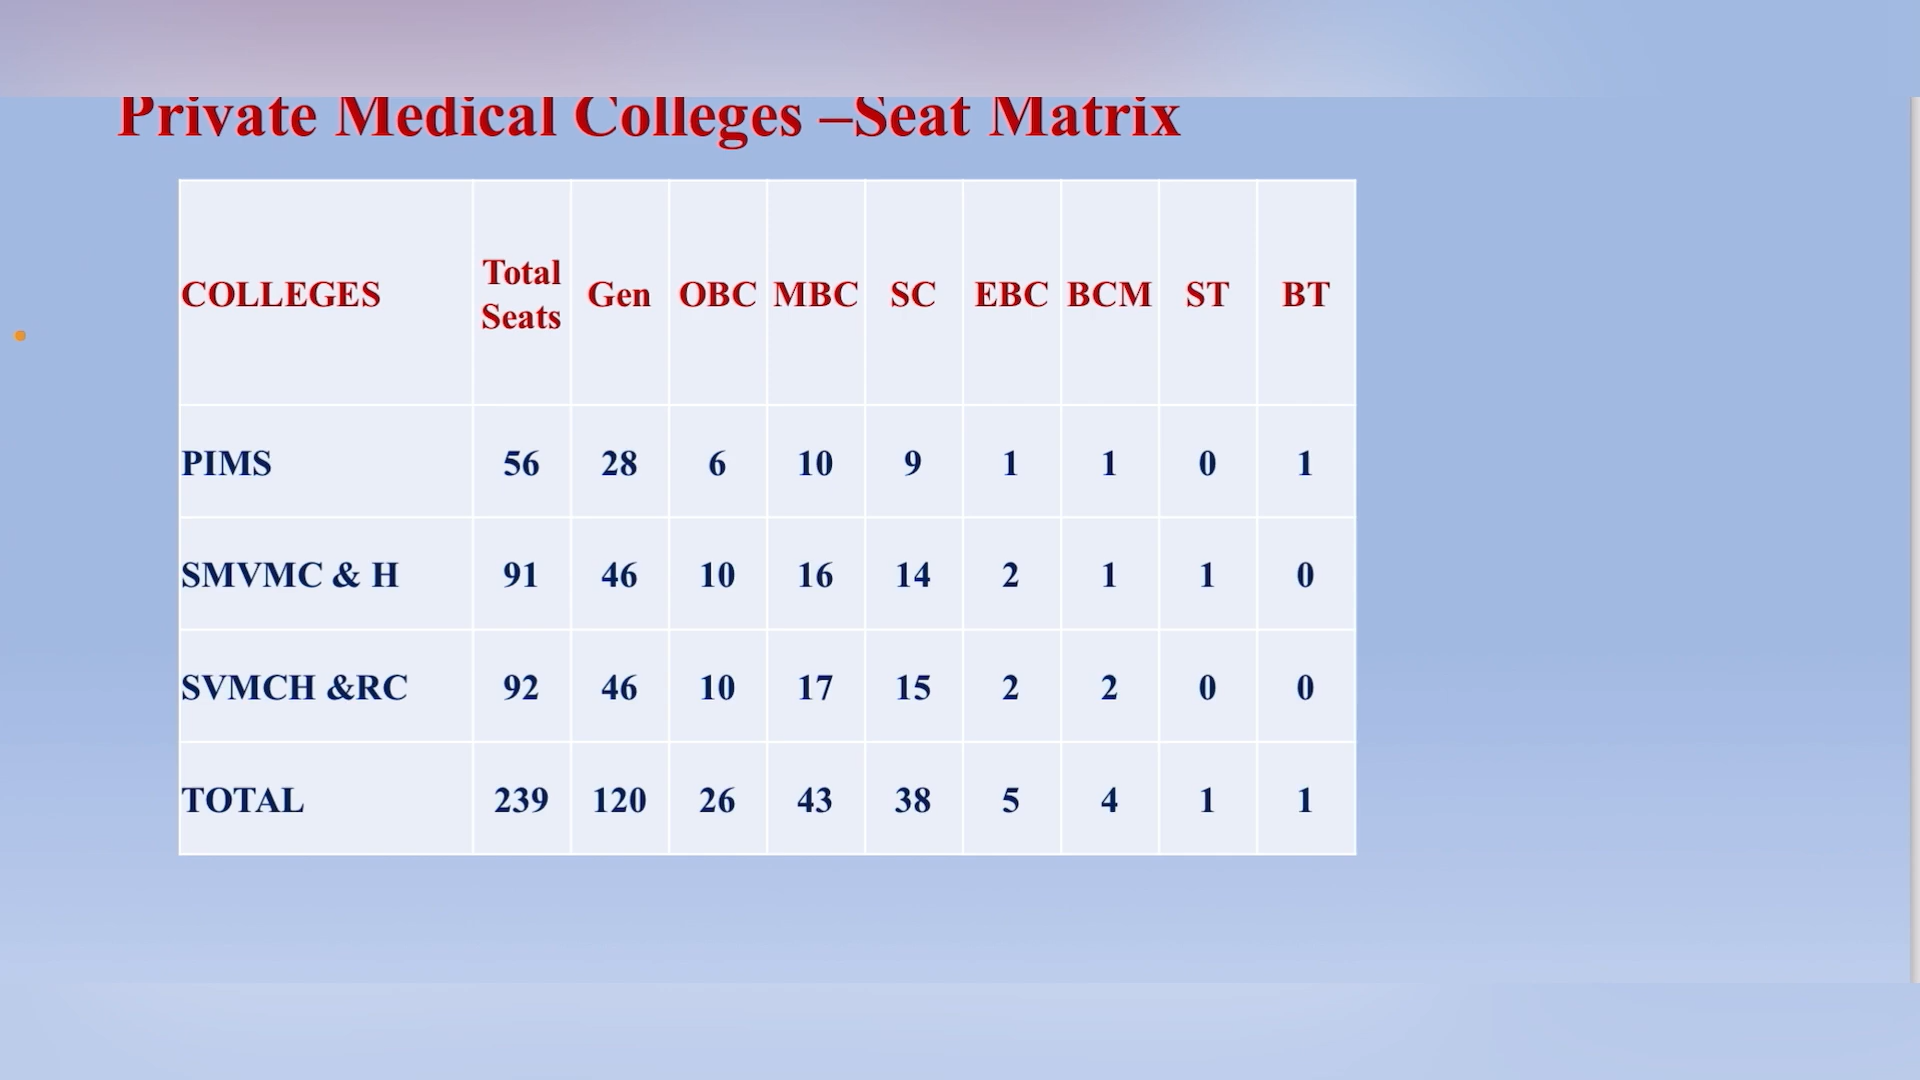 Private Medical Colleges –Seat Matrix
COLLEGES Total Seats Gen OBC MBC SC EBC BCM ST BT
PIMS 56 28 6 10 9 1 1 0 1
SMVMC & H 91 46 10 16 14 2 1 1 0
SVMCH &RC 92 46 10 17 15 2 2 0 0
TOTAL 239 120 26 43 38 5 4 1 1